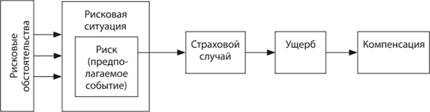 Рисковые
обстоятельства
Рисковая
ситуация
Риск
(предпо-
лагаемое
событие)
Страховой
случай
Ущерб
Компенсация